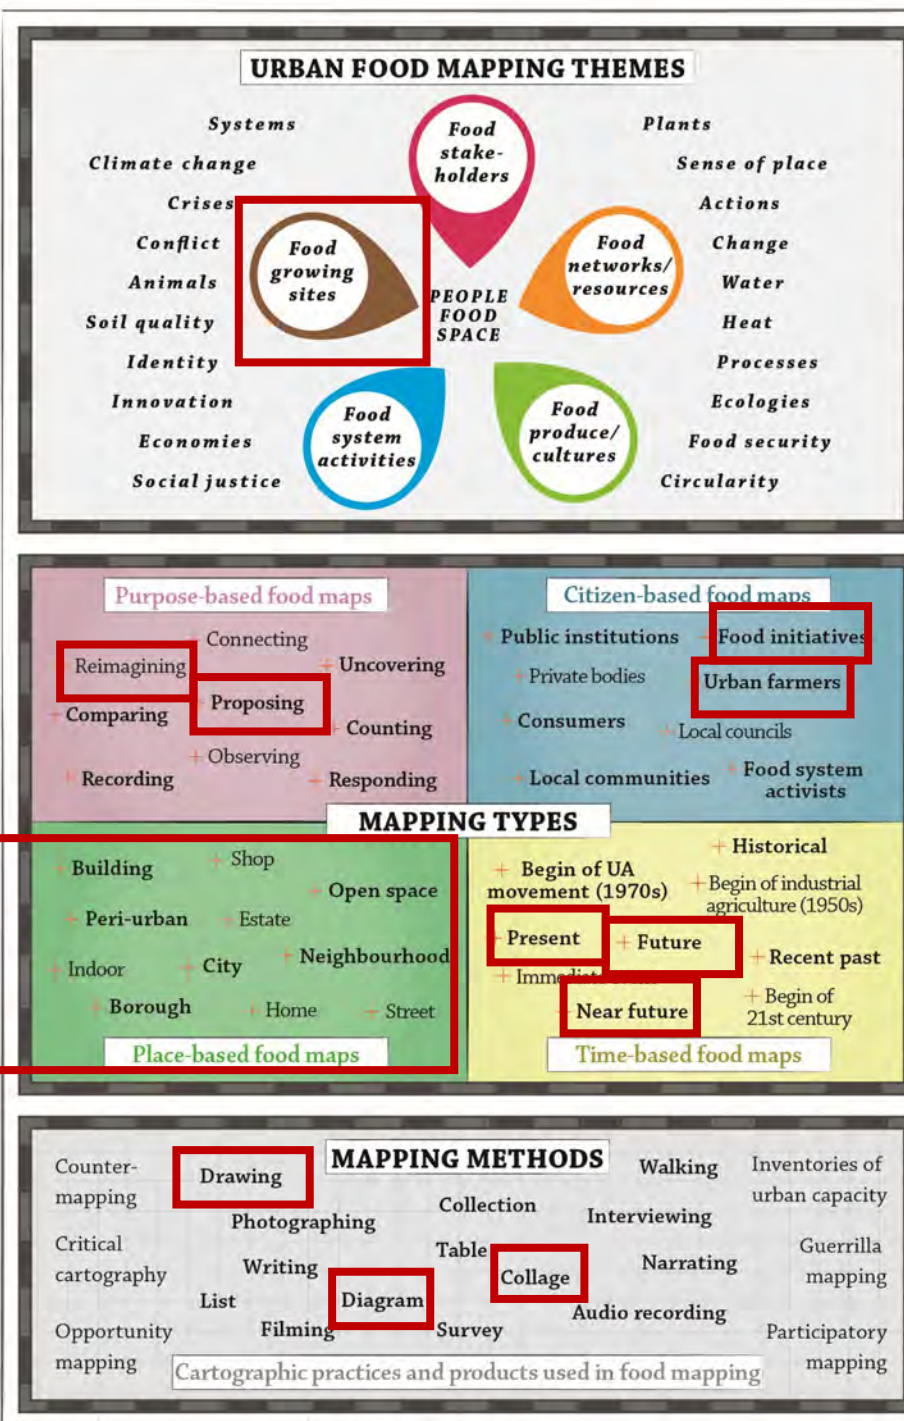 URBAN FOOD MAPPING THEMES
Systems
Climate change
Crises
Conflict
Animals
Soil quality
Identity
Innovation
Economies
Social justice
Food
stake-
holders
Food
growing
sites
Food
networks/
resources
PEOPLE
FOOD
SPACE
Food
system
activities
Food
produce/
cultures
Plants
Sense of place
Actions
Change
Water
Heat
Processes
Ecologies
Food security
Circularity
Purpose-based food maps
+ Connecting
Reimagining
+ Uncovering
+ Proposing
+ Comparing
+ Counting
+ Observing
+ Recording
+ Responding
Citizen-based food maps
+ Public institutions
+ Food initiatives
+ Private bodies
Urban farmers
+ Consumers
+ Local councils
+ Local communities
+ Food system
activists
MAPPING TYPES
+ Building
+ Shop
+ Open space
+ Peri-urban
+ Estate
+ Indoor
+ City
+ Neighbourhood
+ Borough
+ Home
+ Street
Place-based food maps
+ Historical
+ Begin of UA
movement (1970s)
+ Begin of industrial
agriculture (1950s)
+ Present
+ Future
+ Recent past
+ Near future
+ Begin of
21st century
Time-based food maps
MAPPING METHODS
Counter-
mapping
Drawing
Walking
Inventories of
urban capacity
Photographing
Collection
Interviewing
Critical
cartography
Writing
Table
Collage
Narrating
Guerrilla
mapping
List
Diagram
Audio recording
Opportunity
mapping
Filming
Survey
Participatory
mapping
Cartographic practices and products used in food mapping